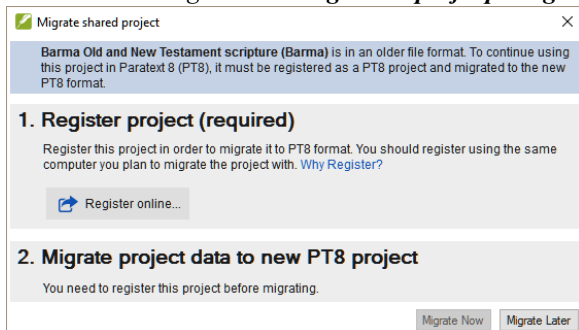 Migrate shared project
Barma Old and New Testament scripture (Barma) is in an older file format. To continue using
this project in Paratext 8 (PT8), it must be registered as a PT8 project and migrated to the new
PT8 format.
1. Register project (required)
Register this project in order to migrate it to PT8 format. You should register using the same
computer you plan to migrate the project with. Why Register?
Register online...
2. Migrate project data to new PT8 project
You need to register this project before migrating.
Migrate Now Migrate Later